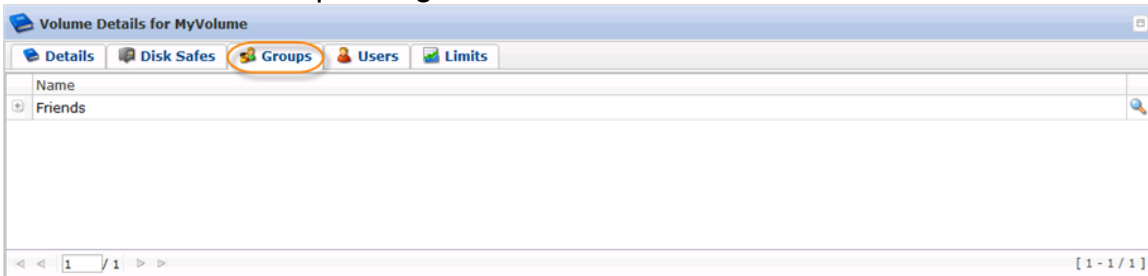 Volume Details for MyVolume
Details Disk Safes Groups Users Limits
Name
Friends
1 / 1 [ 1 - 1 / 1 ]